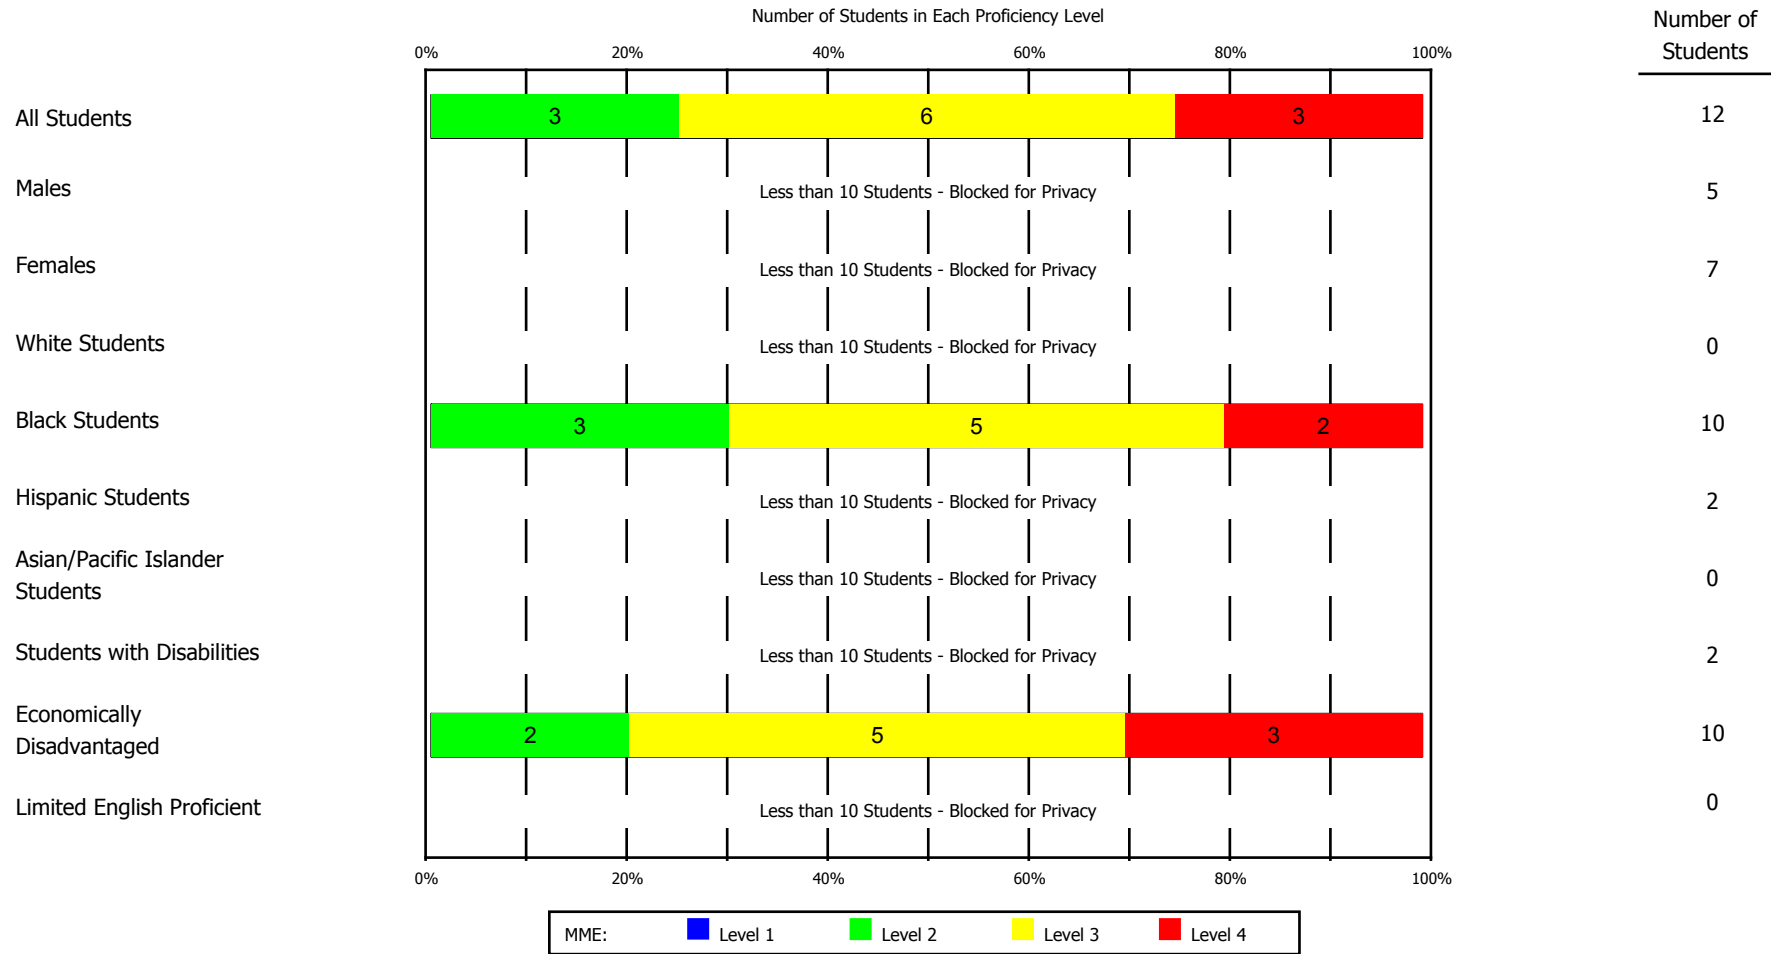 Number of Students in Each Proficiency Level
Number of
Students
0% 20% 40% 60% 80% 100%
All Students 3 6 3 12
Males Less than 10 Students - Blocked for Privacy 5
Females Less than 10 Students - Blocked for Privacy 7
White Students Less than 10 Students - Blocked for Privacy 0
Black Students 3 5 2 10
Hispanic Students Less than 10 Students - Blocked for Privacy 2
Asian/Pacific Islander
Students Less than 10 Students - Blocked for Privacy 0
Students with Disabilities Less than 10 Students - Blocked for Privacy 2
Economically
Disadvantaged 2 5 3 10
Limited English Proficient Less than 10 Students - Blocked for Privacy 0
0% 20% 40% 60% 80% 100%
MME: Level 1 Level 2 Level 3 Level 4